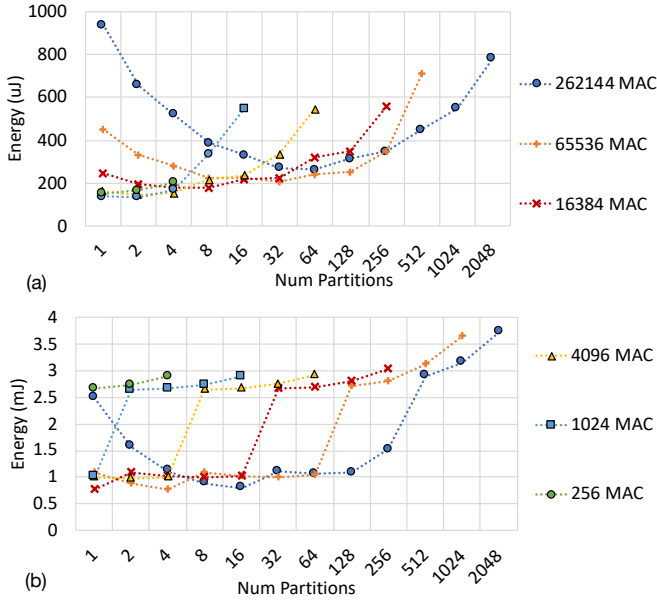 1000
800
600
400
200
0
Energy (uJ)
1 2 4 8 16 32 64 128 256 512 1024 2048
Num Partitions
(a)
262144 MAC
65536 MAC
16384 MAC
4
3.5
3
2.5
2
1.5
1
0.5
0
Energy (mJ)
1 2 4 8 16 32 64 128 256 512 1024 2048
Num Partitions
(b)
4096 MAC
1024 MAC
256 MAC